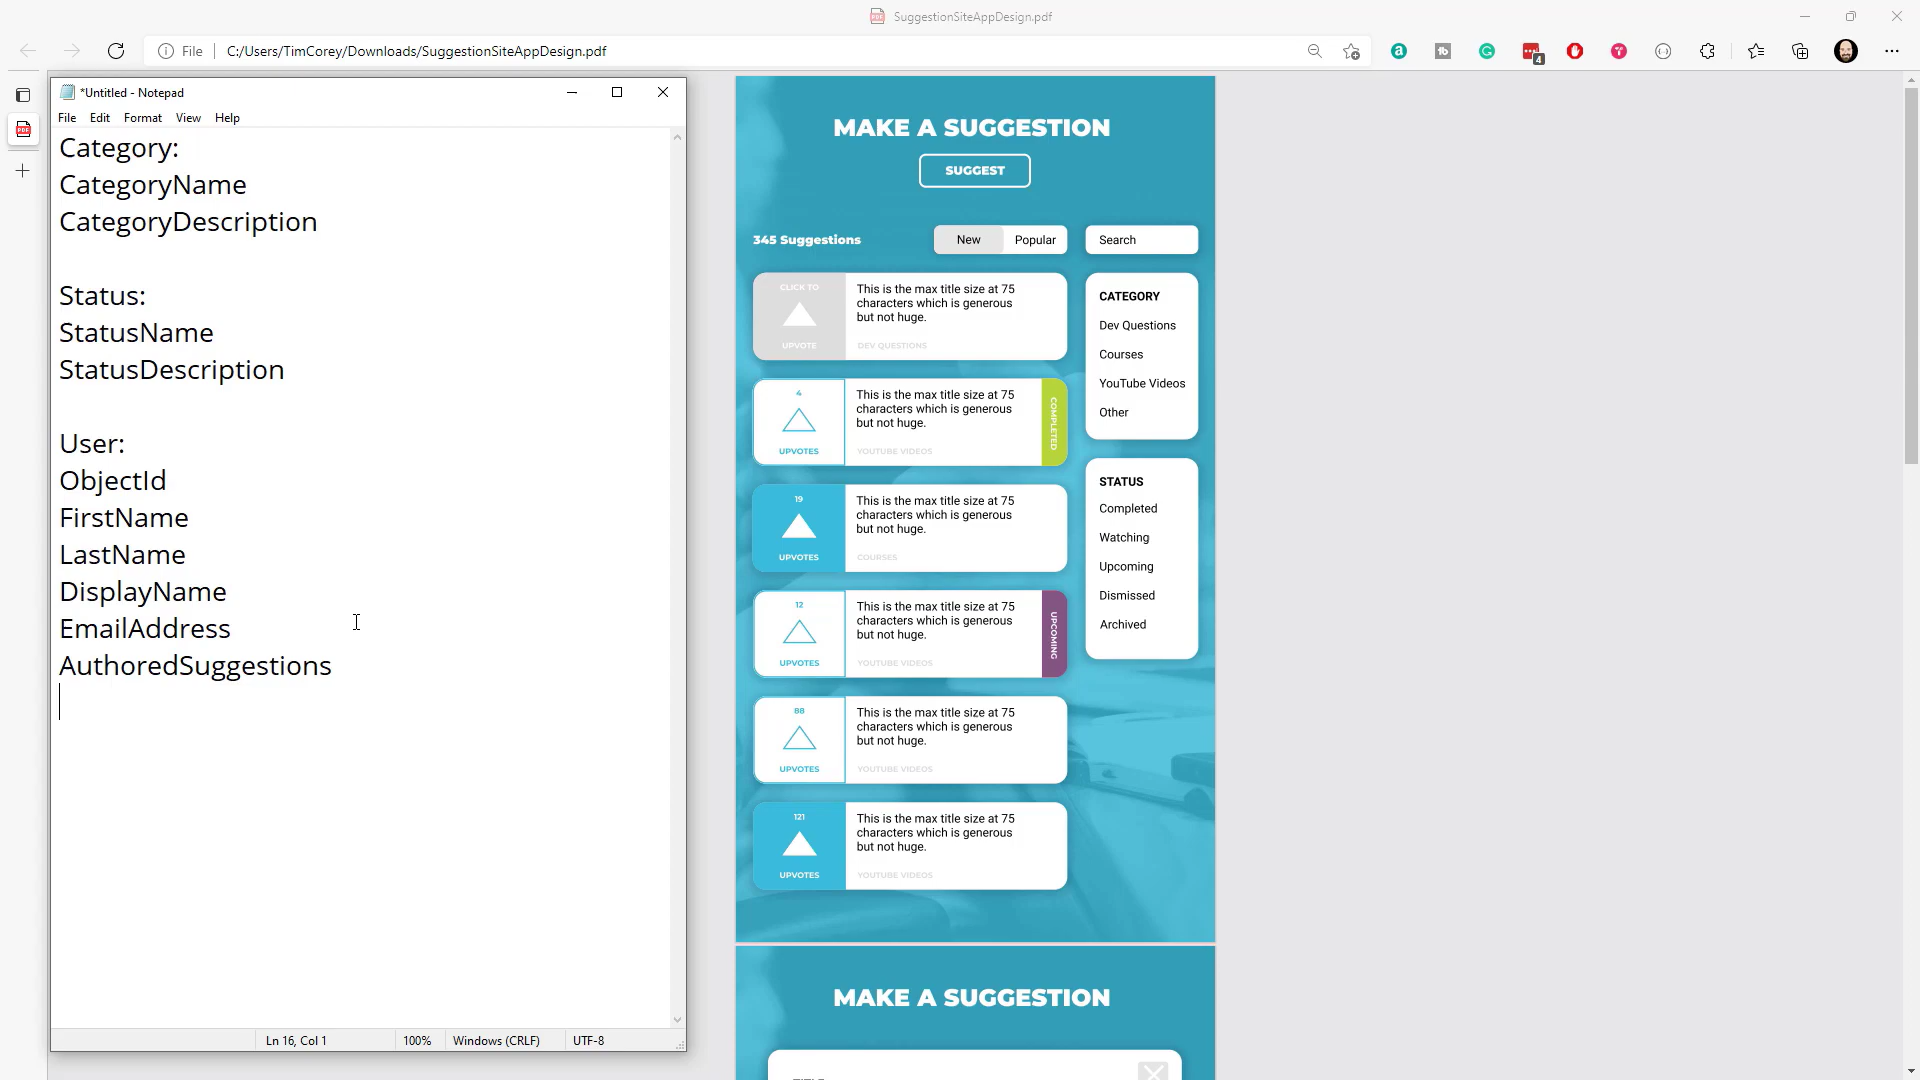 SuggestionSiteAppDesign.pdf
File
C:/Users/TimCorey/Downloads/SuggestionSiteAppDesign.pdf
4
*Untitled - Notepad
File Edit Format View Help
Category:
CategoryName
CategoryDescription
Status:
StatusName
StatusDescription
User:
ObjectId
FirstName
LastName
DisplayName
EmailAddress
AuthoredSuggestions
Ln 16, Col 1
100%
Windows (CRLF)
UTF-8
MAKE A SUGGESTION
SUGGEST
345 Suggestions
New
Popular
Search
CLICK TO
UPVOTE
This is the max title size at 75
characters which is generous
but not huge.
DEV QUESTIONS
4
UPVOTES
This is the max title size at 75
characters which is generous
but not huge.
YOUTUBE VIDEOS
COMPLETED
19
UPVOTES
This is the max title size at 75
characters which is generous
but not huge.
COURSES
12
UPVOTES
This is the max title size at 75
characters which is generous
but not huge.
YOUTUBE VIDEOS
UPCOMING
88
UPVOTES
This is the max title size at 75
characters which is generous
but not huge.
YOUTUBE VIDEOS
121
UPVOTES
This is the max title size at 75
characters which is generous
but not huge.
YOUTUBE VIDEOS
CATEGORY
Dev Questions
Courses
YouTube Videos
Other
STATUS
Completed
Watching
Upcoming
Dismissed
Archived
MAKE A SUGGESTION